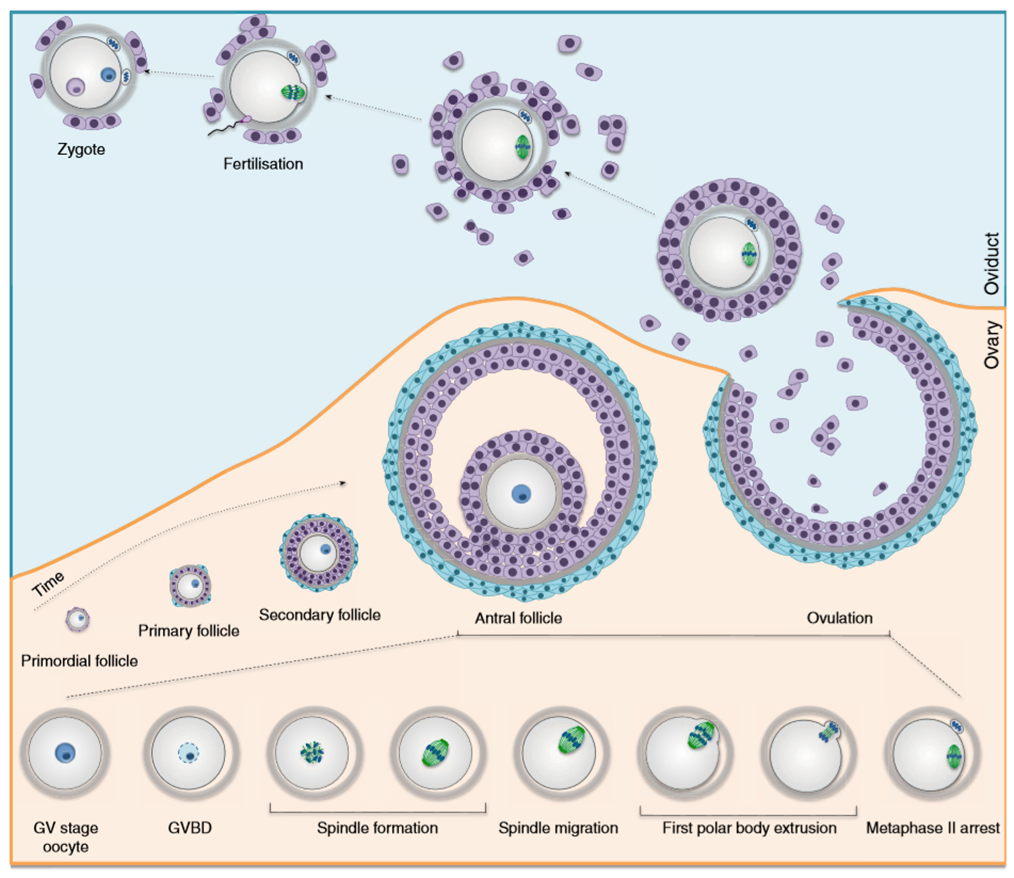 Zygote
Fertilisation
Oviduct
Ovary
Time
Primordial follicle
Primary follicle
Secondary follicle
Antral follicle
Ovulation
GV stage
oocyte
GVBD
Spindle formation
Spindle migration
First polar body extrusion
Metaphase II arrest